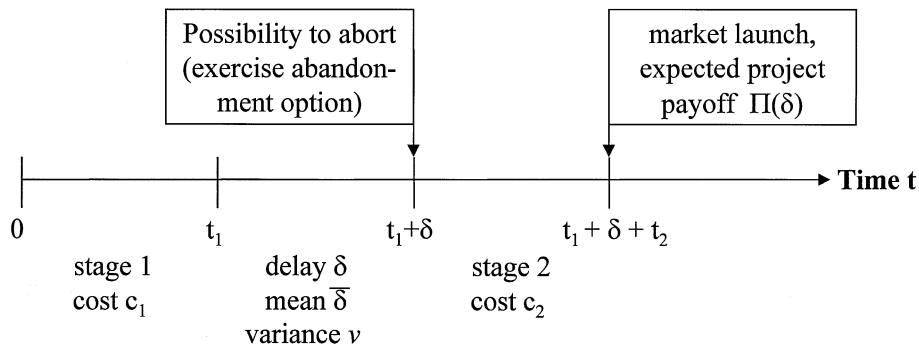 Possibility to abort
(exercise abandon-
ment option)
market launch,
expected project
payoff Π(δ)
Time t
0
t₁
t₁+δ
t₁ + δ + t₂
stage 1
cost c₁
delay δ
mean δ̅
variance v
stage 2
cost c₂